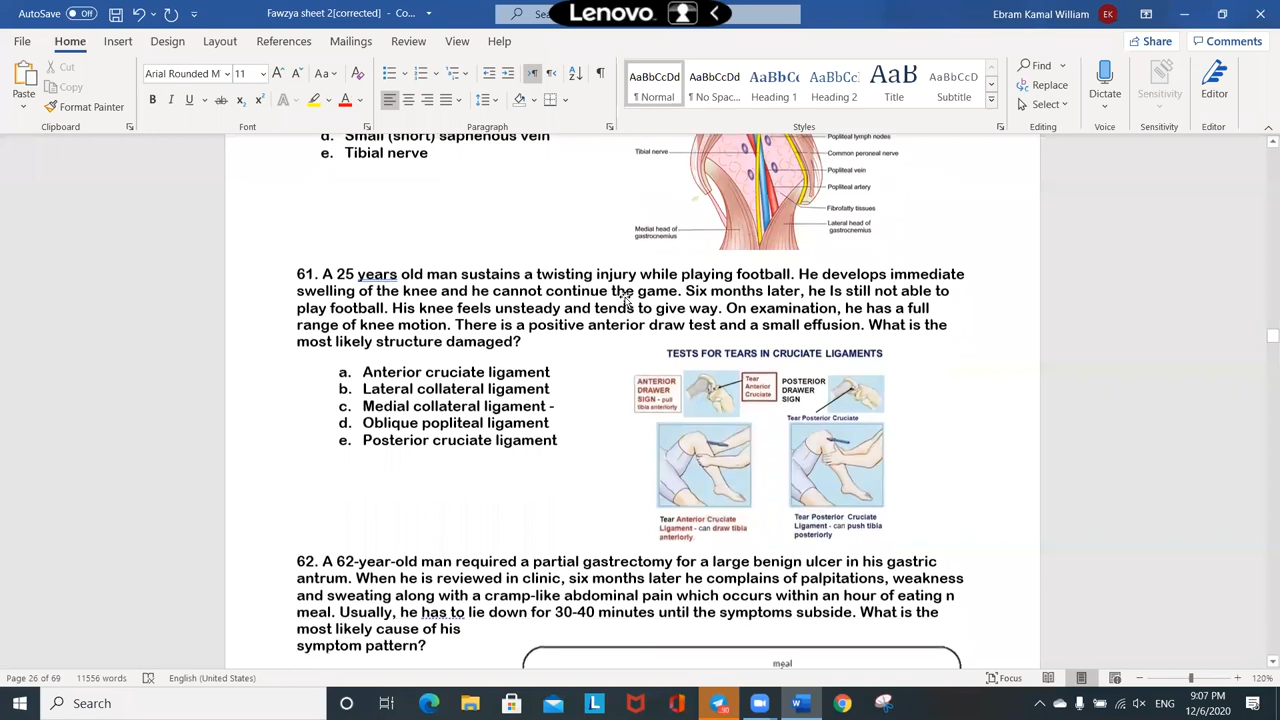 AutoSave Off
Fawzya sheet 2[corrected]
Lenovo
Ebram Kamal William
EK
File Home Insert Design Layout References Mailings Review View Help
Share Comments
Paste
Cut
Copy
Format Painter
Clipboard
Arial Rounded M 11
Font
Paragraph
AaBbCcDd AaBbCcDd AaBbCc AaBbCc AaB AaBbCcD
¶ Normal ¶ No Spac... Heading 1 Heading 2 Title Subtitle
Styles
Find
Replace
Select
Editing
Dictate
Voice
Sensitivity
Sensitivity
Editor
Editor
d. Small (short) saphenous vein
e. Tibial nerve
Popliteal lymph nodes
Tibial nerve
Common peroneal nerve
Popliteal vein
Popliteal artery
Fibrofatty tissues
Medial head of
gastrocnemius
Lateral head of
gastrocnemius
61. A 25 years old man sustains a twisting injury while playing football. He develops immediate
swelling of the knee and he cannot continue the game. Six months later, he Is still not able to
play football. His knee feels unsteady and tends to give way. On examination, he has a full
range of knee motion. There is a positive anterior draw test and a small effusion. What is the
most likely structure damaged?
a. Anterior cruciate ligament
b. Lateral collateral ligament
c. Medial collateral ligament -
d. Oblique popliteal ligament
e. Posterior cruciate ligament
TESTS FOR TEARS IN CRUCIATE LIGAMENTS
ANTERIOR
DRAWER
SIGN - pull
tibia anteriorly
Tear
Anterior
Cruciate
POSTERIOR
DRAWER
SIGN
Tear Posterior Cruciate
Tear Anterior Cruciate
Ligament - can draw tibia
anteriorly.
Tear Posterior Cruciate
Ligament - can push tibia
posteriorly
62. A 62-year-old man required a partial gastrectomy for a large benign ulcer in his gastric
antrum. When he is reviewed in clinic, six months later he complains of palpitations, weakness
and sweating along with a cramp-like abdominal pain which occurs within an hour of eating n
meal. Usually, he has to lie down for 30-40 minutes until the symptoms subside. What is the
most likely cause of his
symptom pattern?
meal
Page 26 of 69 11556 words English (United States) Focus 120%
Search
9:07 PM
12/6/2020